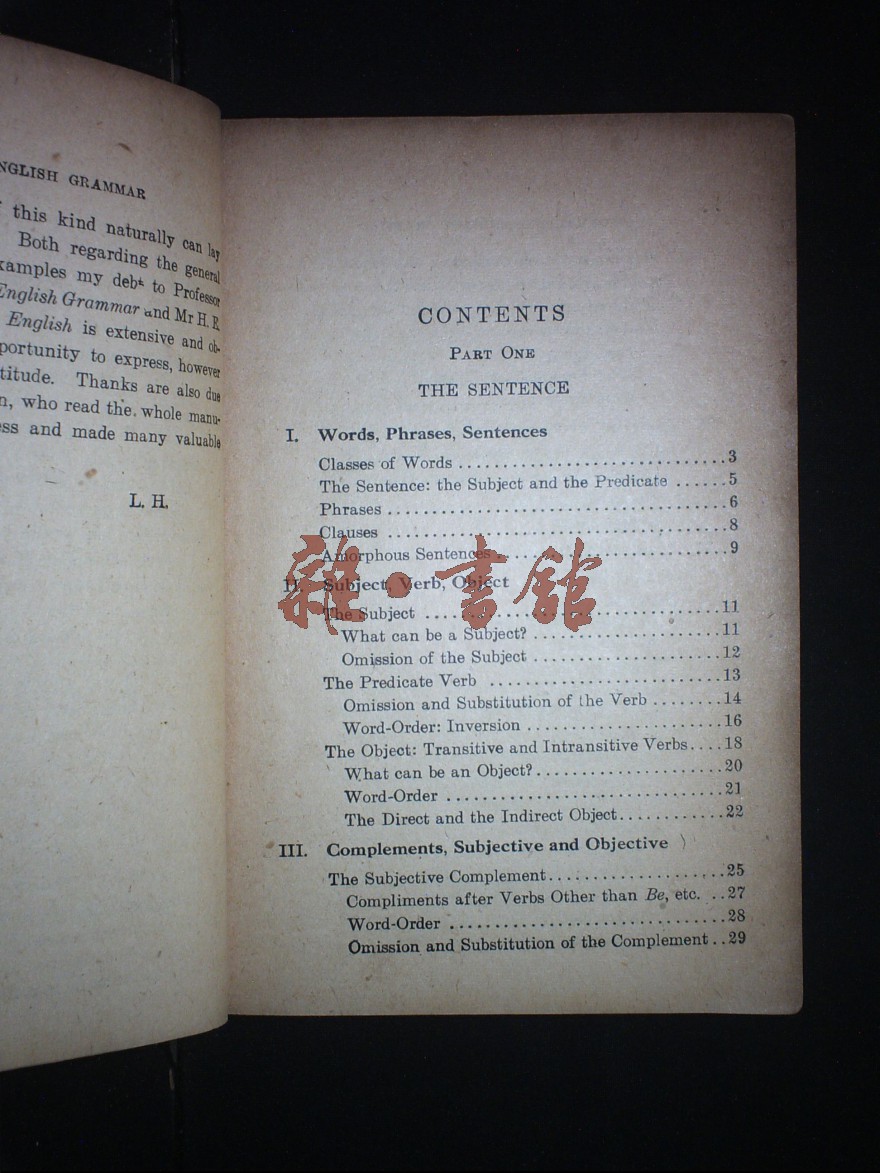 NGLISH GRAMMAR
this kind naturally can lay
Both regarding the general
xamples my debt to Professor
English Grammar and Mr H. E.
English is extensive and ob-
portunity to express, however
titude. Thanks are also due
n, who read the whole manu-
ss and made many valuable
L. H.
CONTENTS
PART ONE
THE SENTENCE
I. Words, Phrases, Sentences
Classes of Words ..............................3
The Sentence: the Subject and the Predicate ......5
Phrases ......................................6
Clauses ......................................8
Amorphous Sentences..........................9
II. Subject, Verb, Object
The Subject .................................11
What can be a Subject? .....................11
Omission of the Subject .....................12
The Predicate Verb ..........................13
Omission and Substitution of the Verb ........14
Word-Order: Inversion ......................16
The Object: Transitive and Intransitive Verbs....18
What can be an Object?.....................20
Word-Order ...............................21
The Direct and the Indirect Object............22
III. Complements, Subjective and Objective
The Subjective Complement....................25
Compliments after Verbs Other than Be, etc. ..27
Word-Order ...............................28
Omission and Substitution of the Complement..29
雜·書館